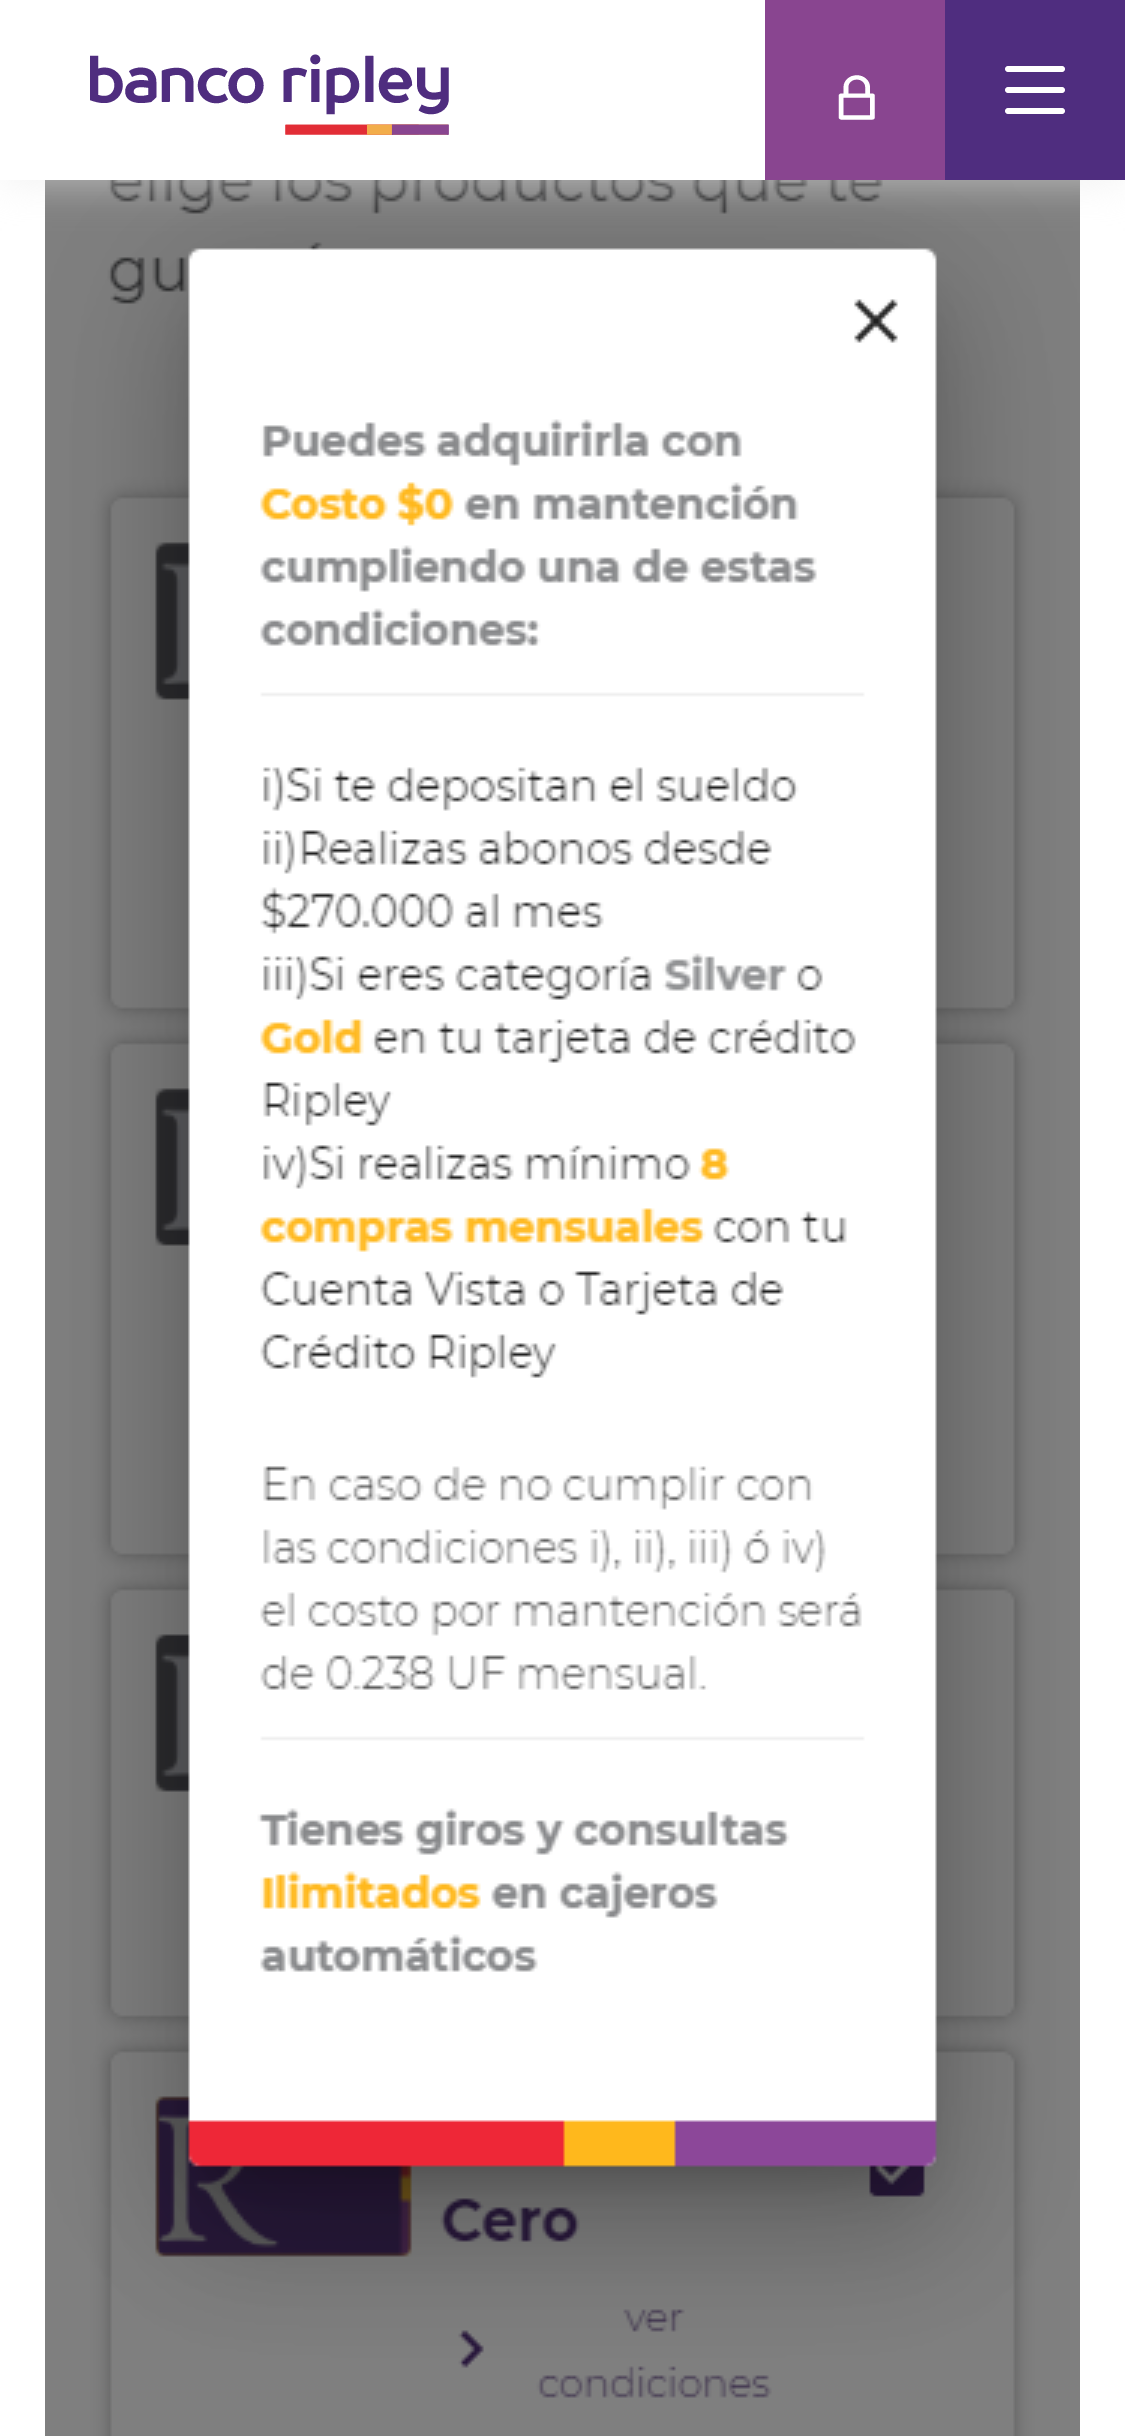 banco ripley
elige los productos que te
Puedes adquirirla con
Costo $0 en mantención
cumpliendo una de estas
condiciones:
i)Si te depositan el sueldo
ii)Realizas abonos desde
$270.000 al mes
iii)Si eres categoría Silver o
Gold en tu tarjeta de crédito
Ripley
iv)Si realizas mínimo 8
compras mensuales con tu
Cuenta Vista o Tarjeta de
Crédito Ripley
En caso de no cumplir con
las condiciones i), ii), iii) ó iv)
el costo por mantención será
de 0.238 UF mensual.
Tienes giros y consultas
Ilimitados en cajeros
automáticos
R
Cero
ver
condiciones